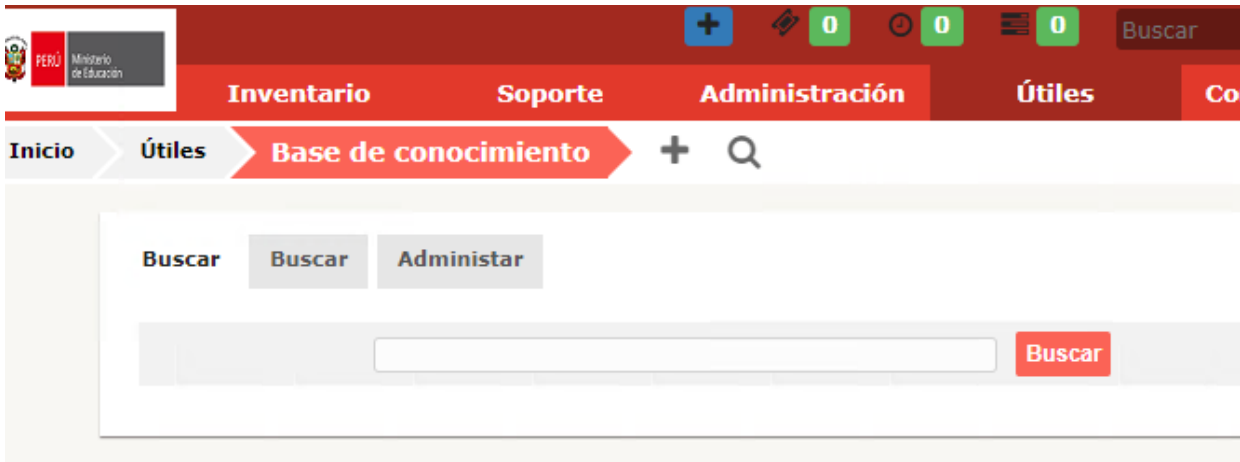 0 0 0 Buscar
PERÚ Ministerio
de Educación
Inventario Soporte Administración Útiles Co
Inicio Útiles Base de conocimiento
Buscar Buscar Administar
Buscar